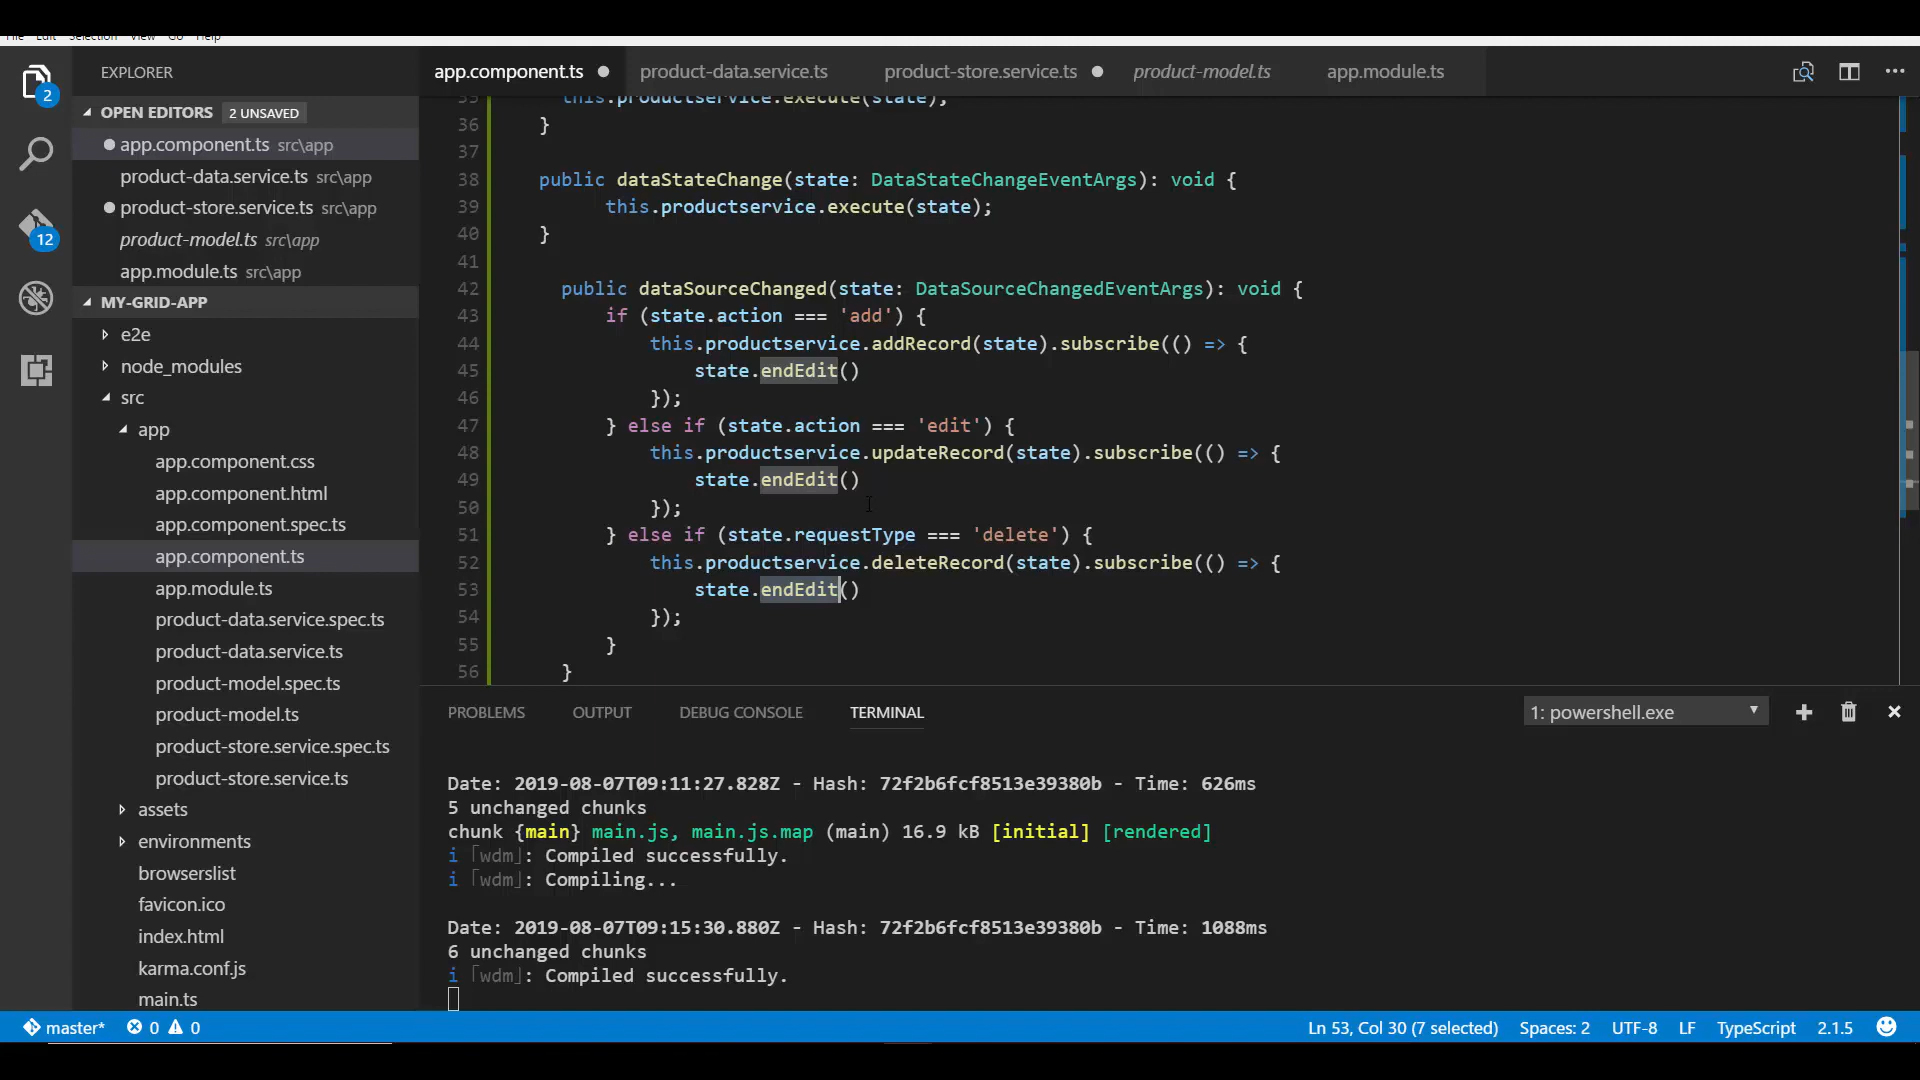 File Edit Selection View Go Help
EXPLORER
app.component.ts ● product-data.service.ts product-store.service.ts ● product-model.ts app.module.ts
OPEN EDITORS 2 UNSAVED
app.component.ts src\app
product-data.service.ts src\app
product-store.service.ts src\app
product-model.ts src\app
app.module.ts src\app
MY-GRID-APP
e2e
node_modules
src
app
app.component.css
app.component.html
app.component.spec.ts
app.component.ts
app.module.ts
product-data.service.spec.ts
product-data.service.ts
product-model.spec.ts
product-model.ts
product-store.service.spec.ts
product-store.service.ts
assets
environments
browserslist
favicon.ico
index.html
karma.conf.js
main.ts
2
12
35 this.productservice.execute(state);
36 }
37
38 public dataStateChange(state: DataStateChangeEventArgs): void {
39 this.productservice.execute(state);
40 }
41
42 public dataSourceChanged(state: DataSourceChangedEventArgs): void {
43 if (state.action === 'add') {
44 this.productservice.addRecord(state).subscribe(() => {
45 state.endEdit()
46 });
47 } else if (state.action === 'edit') {
48 this.productservice.updateRecord(state).subscribe(() => {
49 state.endEdit()
50 });
51 } else if (state.requestType === 'delete') {
52 this.productservice.deleteRecord(state).subscribe(() => {
53 state.endEdit()
54 });
55 }
56 }
PROBLEMS OUTPUT DEBUG CONSOLE TERMINAL 1: powershell.exe
Date: 2019-08-07T09:11:27.828Z - Hash: 72f2b6fcf8513e39380b - Time: 626ms
5 unchanged chunks
chunk {main} main.js, main.js.map (main) 16.9 kB [initial] [rendered]
i ｢wdm｣: Compiled successfully.
i ｢wdm｣: Compiling...
Date: 2019-08-07T09:15:30.880Z - Hash: 72f2b6fcf8513e39380b - Time: 1088ms
6 unchanged chunks
i ｢wdm｣: Compiled successfully.
master* 0 0 Ln 53, Col 30 (7 selected) Spaces: 2 UTF-8 LF TypeScript 2.1.5